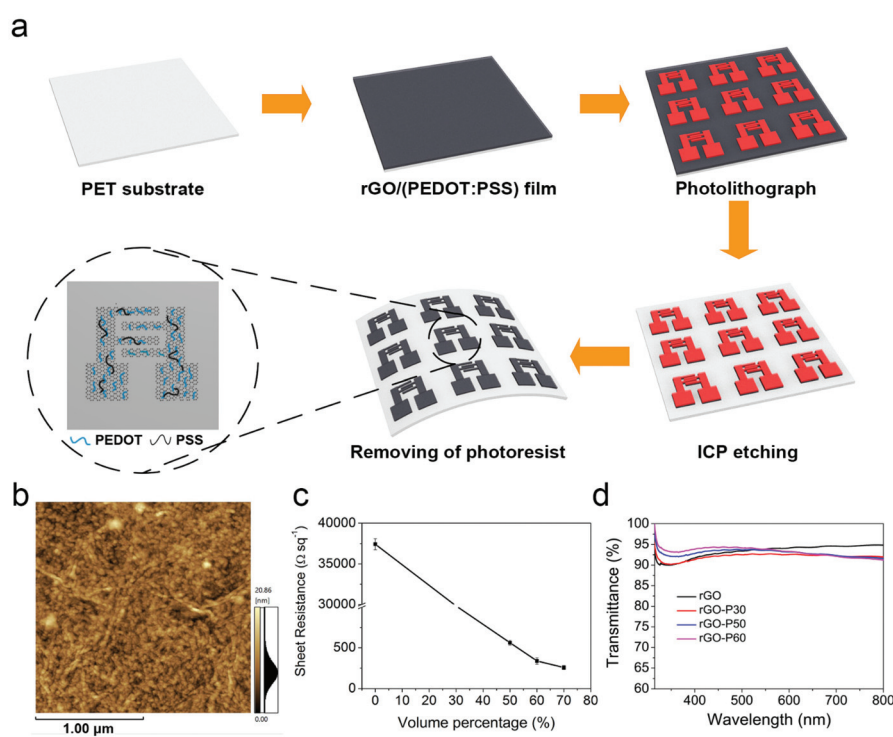 a
PET substrate
rGO/(PEDOT:PSS) film
Photolithograph
PEDOT PSS
Removing of photoresist
ICP etching
b
20.86
[nm]
0.00
1.00 μm
c
Sheet Resistance (Ω sq⁻¹)
40000
35000
30000
500
0
0 10 20 30 40 50 60 70 80
Volume percentage (%)
d
Transmittance (%)
100
95
90
85
80
75
70
65
60
rGO
rGO-P30
rGO-P50
rGO-P60
400 500 600 700 800
Wavelength (nm)